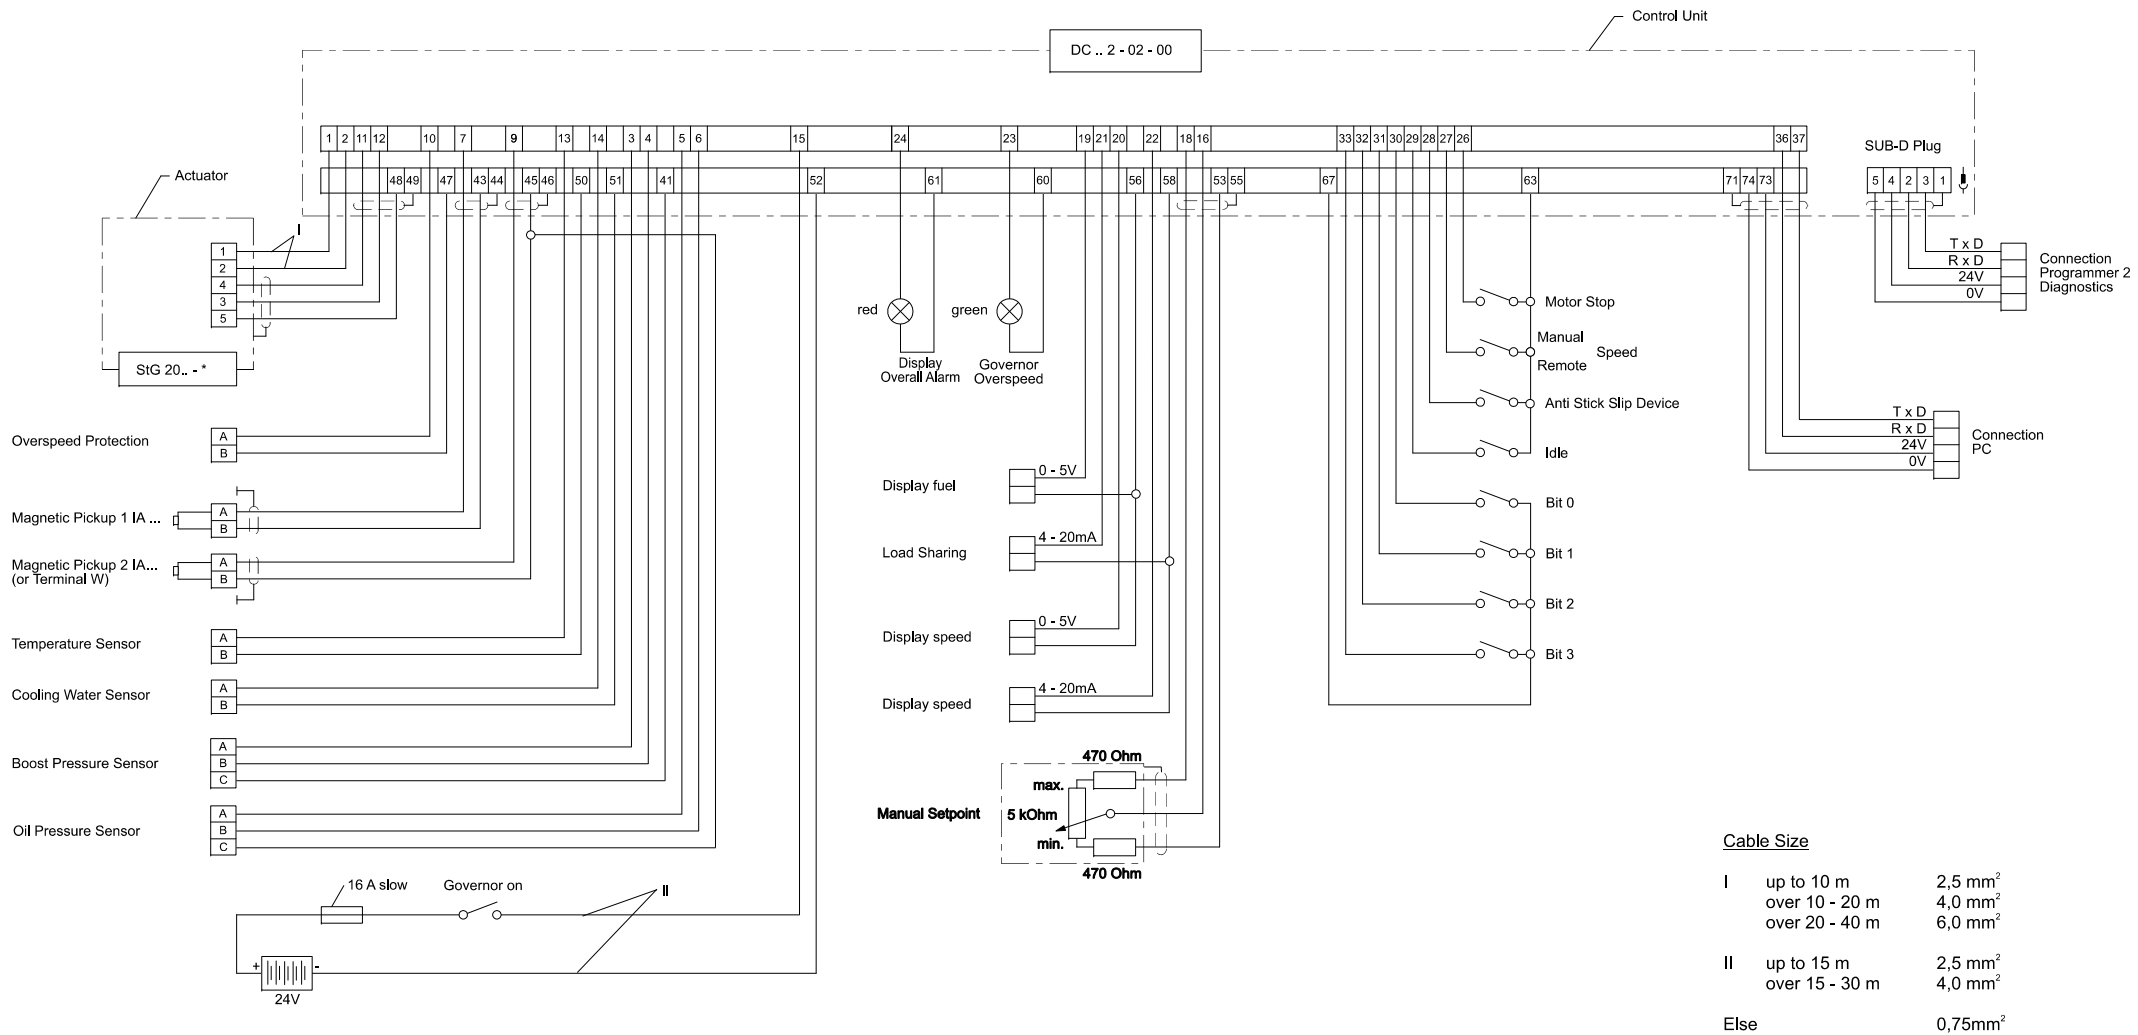 Control Unit
DC .. 2 - 02 - 00
1 2 11 12 10 7 9 13 14 3 4 5 6 15 24 23 19 21 20 22 18 16 33 32 31 30 29 28 27 26 36 37
SUB-D Plug
48 49 47 43 44 45 46 50 51 41 52 61 60 56 58 53 55 67 63 71 74 73
5 4 2 3 1
Actuator
I
1
2
4
3
5
StG 20.. - *
T x D
R x D
24V
0V
Connection
Programmer 2
Diagnostics
red
green
Display
Overall Alarm
Governor
Overspeed
Motor Stop
Manual
Speed
Remote
Anti Stick Slip Device
Idle
Bit 0
Bit 1
Bit 2
Bit 3
T x D
R x D
24V
0V
Connection
PC
Overspeed Protection
A
B
Magnetic Pickup 1 IA ...
A
B
Magnetic Pickup 2 IA...
(or Terminal W)
A
B
Temperature Sensor
A
B
Cooling Water Sensor
A
B
Boost Pressure Sensor
A
B
C
Oil Pressure Sensor
A
B
C
Display fuel
0 - 5V
Load Sharing
4 - 20mA
Display speed
0 - 5V
Display speed
4 - 20mA
470 Ohm
max.
Manual Setpoint
5 kOhm
min.
470 Ohm
16 A slow
Governor on
II
+
-
24V
Cable Size
I up to 10 m 2,5 mm²
over 10 - 20 m 4,0 mm²
over 20 - 40 m 6,0 mm²
II up to 15 m 2,5 mm²
over 15 - 30 m 4,0 mm²
Else 0,75mm²